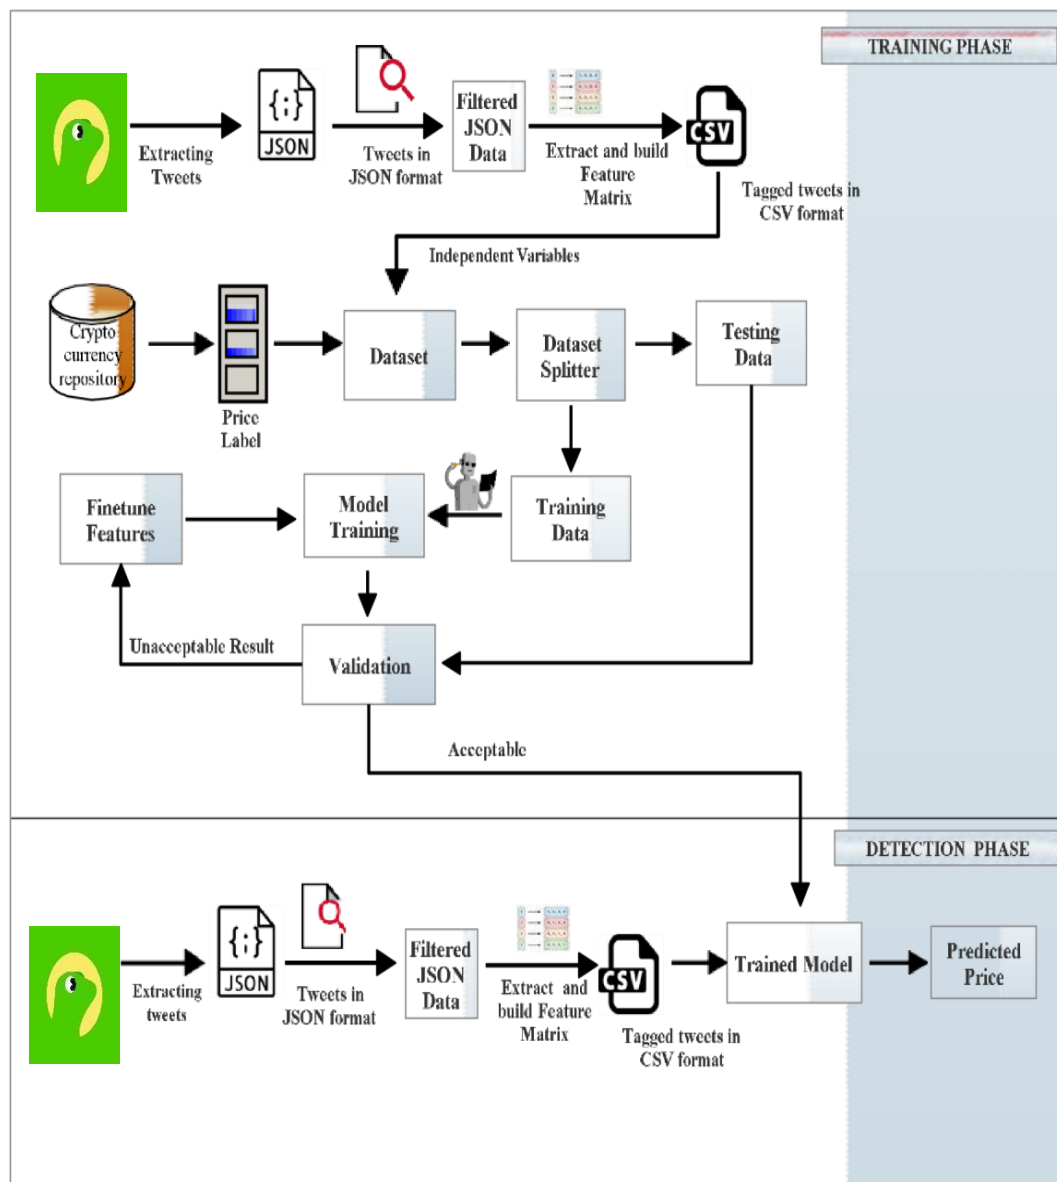 TRAINING PHASE
{;}
JSON
Extracting
Tweets
Tweets in
JSON format
Filtered
JSON
Data
Extract and build
Feature
Matrix
CSV
Tagged tweets in
CSV format
Independent Variables
Crypto
currency
repository
Price
Label
Dataset
Dataset
Splitter
Testing
Data
Finetune
Features
Model
Training
Training
Data
Unacceptable Result
Validation
Acceptable
DETECTION PHASE
{;}
JSON
Extracting
tweets
Tweets in
JSON format
Filtered
JSON
Data
Extract and
build Feature
Matrix
CSV
Tagged tweets in
CSV format
Trained Model
Predicted
Price